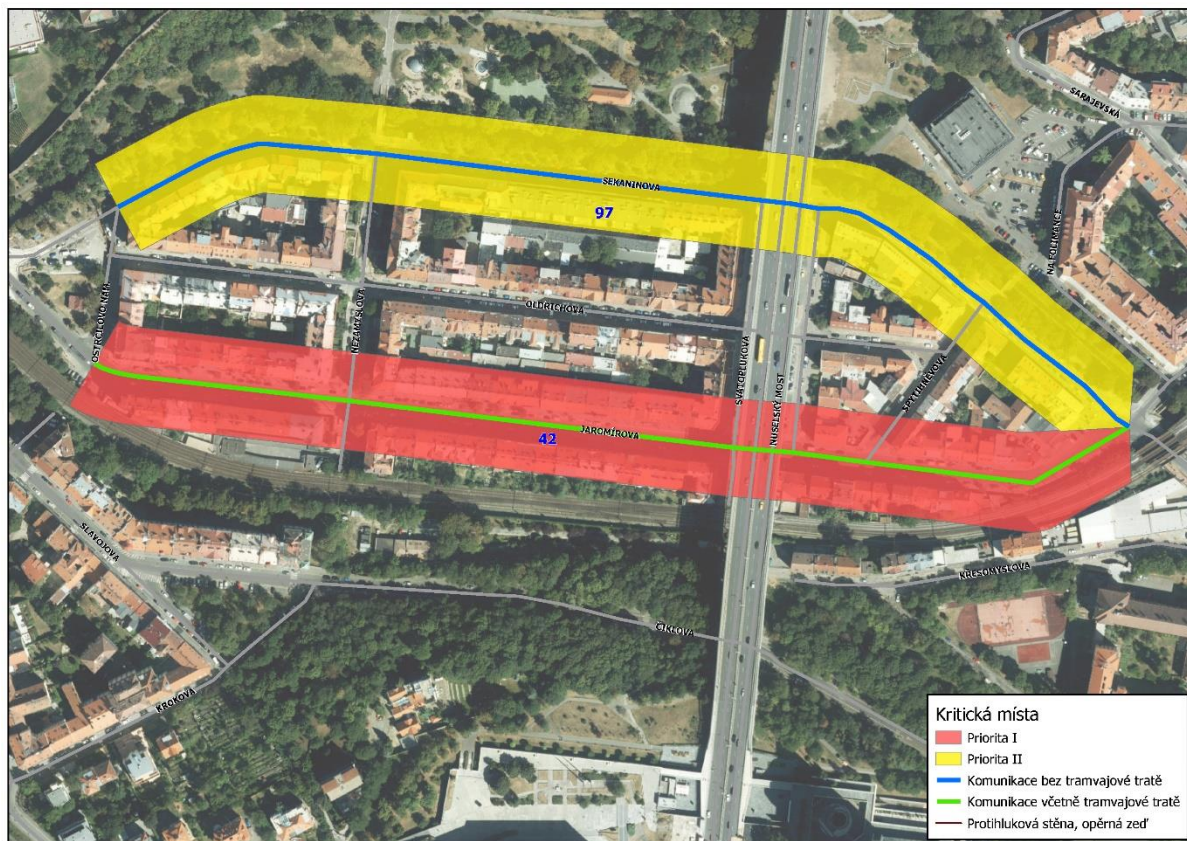 SARAJEVSKÁ
SEKANINOVA
97
NA FOLIMANCE
OSTRČILOVO NÁM.
OLDŘICHOVA
NEZAMYSLOVA
SVATOPLUKOVA
NUSELSKÝ MOST
SPYTIHNĚVOVA
JAROMÍROVA
42
SLAVOJOVA
KŘESOMYSLOVA
ČIKLOVA
KROKOVA
Kritická místa
Priorita I
Priorita II
Komunikace bez tramvajové tratě
Komunikace včetně tramvajové tratě
Protihluková stěna, opěrná zeď